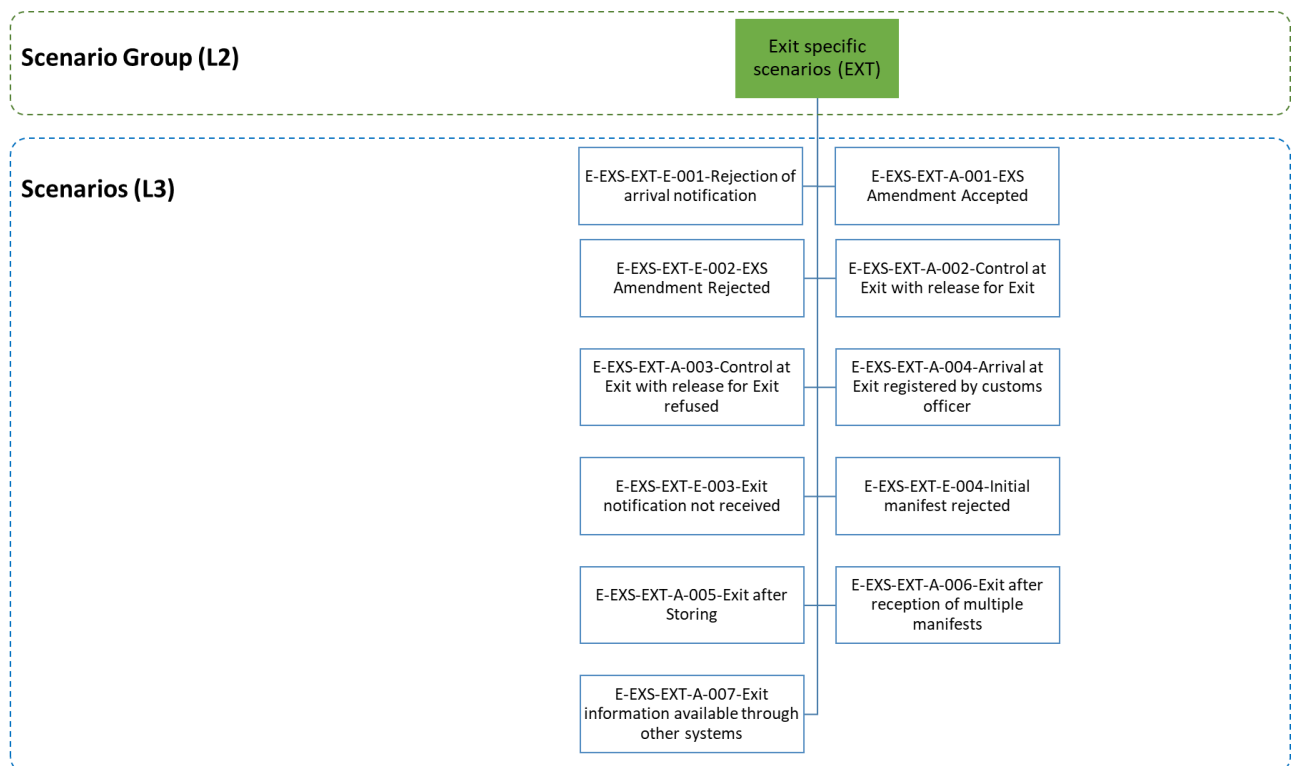 Scenario Group (L2)
Exit specific
scenarios (EXT)
Scenarios (L3)
E-EXS-EXT-E-001-Rejection of
arrival notification
E-EXS-EXT-A-001-EXS
Amendment Accepted
E-EXS-EXT-E-002-EXS
Amendment Rejected
E-EXS-EXT-A-002-Control at
Exit with release for Exit
E-EXS-EXT-A-003-Control at
Exit with release for Exit
refused
E-EXS-EXT-A-004-Arrival at
Exit registered by customs
officer
E-EXS-EXT-E-003-Exit
notification not received
E-EXS-EXT-E-004-Initial
manifest rejected
E-EXS-EXT-A-005-Exit after
Storing
E-EXS-EXT-A-006-Exit after
reception of multiple
manifests
E-EXS-EXT-A-007-Exit
information available through
other systems